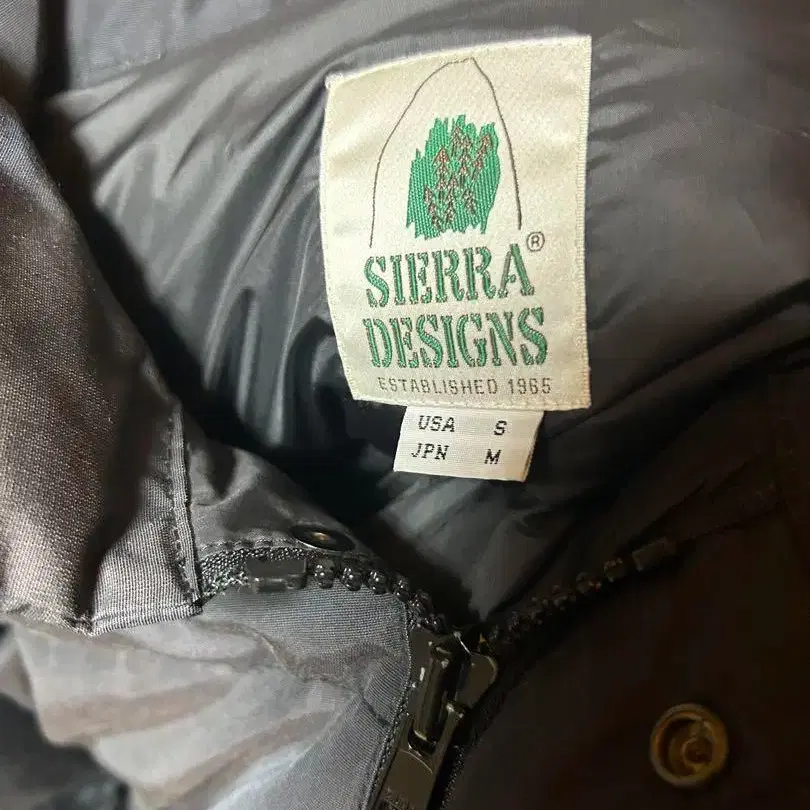 ®
SIERRA
DESIGNS
ESTABLISHED 1965
USA S
JPN M